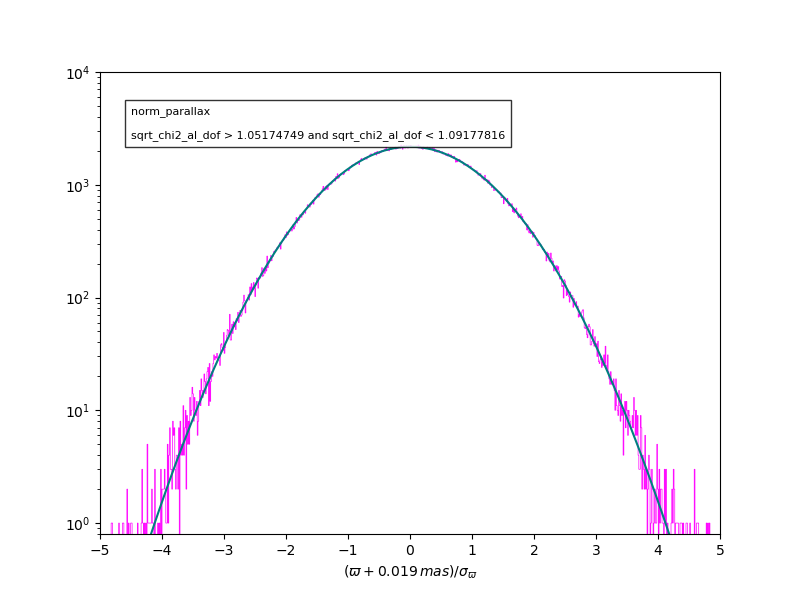 10⁴
norm_parallax
sqrt_chi2_al_dof > 1.05174749 and sqrt_chi2_al_dof < 1.09177816
10³
10²
10¹
10⁰
−5 −4 −3 −2 −1 0 1 2 3 4 5
(ϖ + 0.019 mas)/σ_ϖ